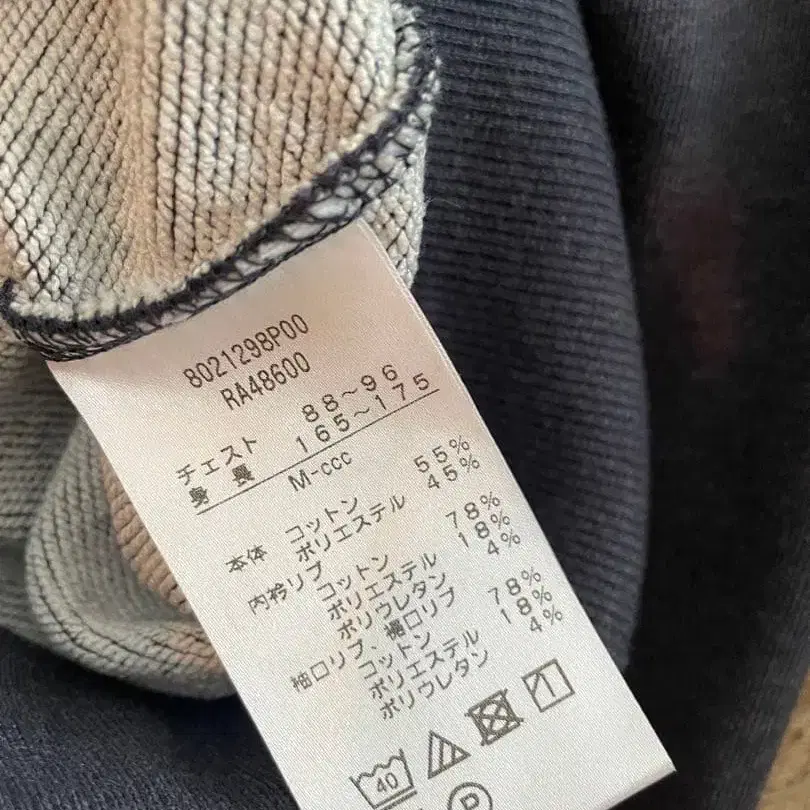 8021298P00
RA48600
チェスト 88～96
身長 165～175
M-ccc
本体 コットン 55%
ポリエステル 45%
内衿リブ コットン 78%
ポリエステル 18%
ポリウレタン 4%
袖口リブ、裾口リブ
コットン 78%
ポリエステル 18%
ポリウレタン 4%
40
P